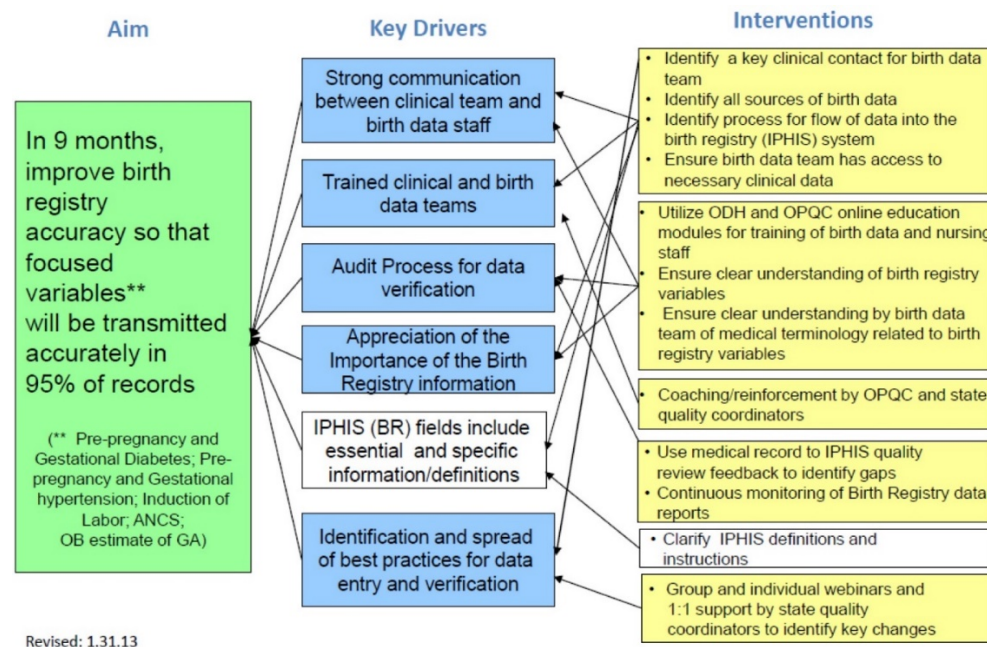 Aim
Key Drivers
Interventions
In 9 months,
improve birth
registry
accuracy so that
focused
variables**
will be transmitted
accurately in
95% of records
(** Pre-pregnancy and
Gestational Diabetes; Pre-
pregnancy and Gestational
hypertension; Induction of
Labor; ANCS;
OB estimate of GA)
Strong communication
between clinical team and
birth data staff
Trained clinical and birth
data teams
Audit Process for data
verification
Appreciation of the
Importance of the Birth
Registry information
IPHIS (BR) fields include
essential and specific
information/definitions
Identification and spread
of best practices for data
entry and verification
• Identify a key clinical contact for birth data
team
• Identify all sources of birth data
• Identify process for flow of data into the
birth registry (IPHIS) system
• Ensure birth data team has access to
necessary clinical data
• Utilize ODH and OPQC online education
modules for training of birth data and nursing
staff
• Ensure clear understanding of birth registry
variables
• Ensure clear understanding by birth data
team of medical terminology related to birth
registry variables
• Coaching/reinforcement by OPQC and state
quality coordinators
• Use medical record to IPHIS quality
review feedback to identify gaps
• Continuous monitoring of Birth Registry data
reports
• Clarify IPHIS definitions and
instructions
• Group and individual webinars and
1:1 support by state quality
coordinators to identify key changes
Revised: 1.31.13